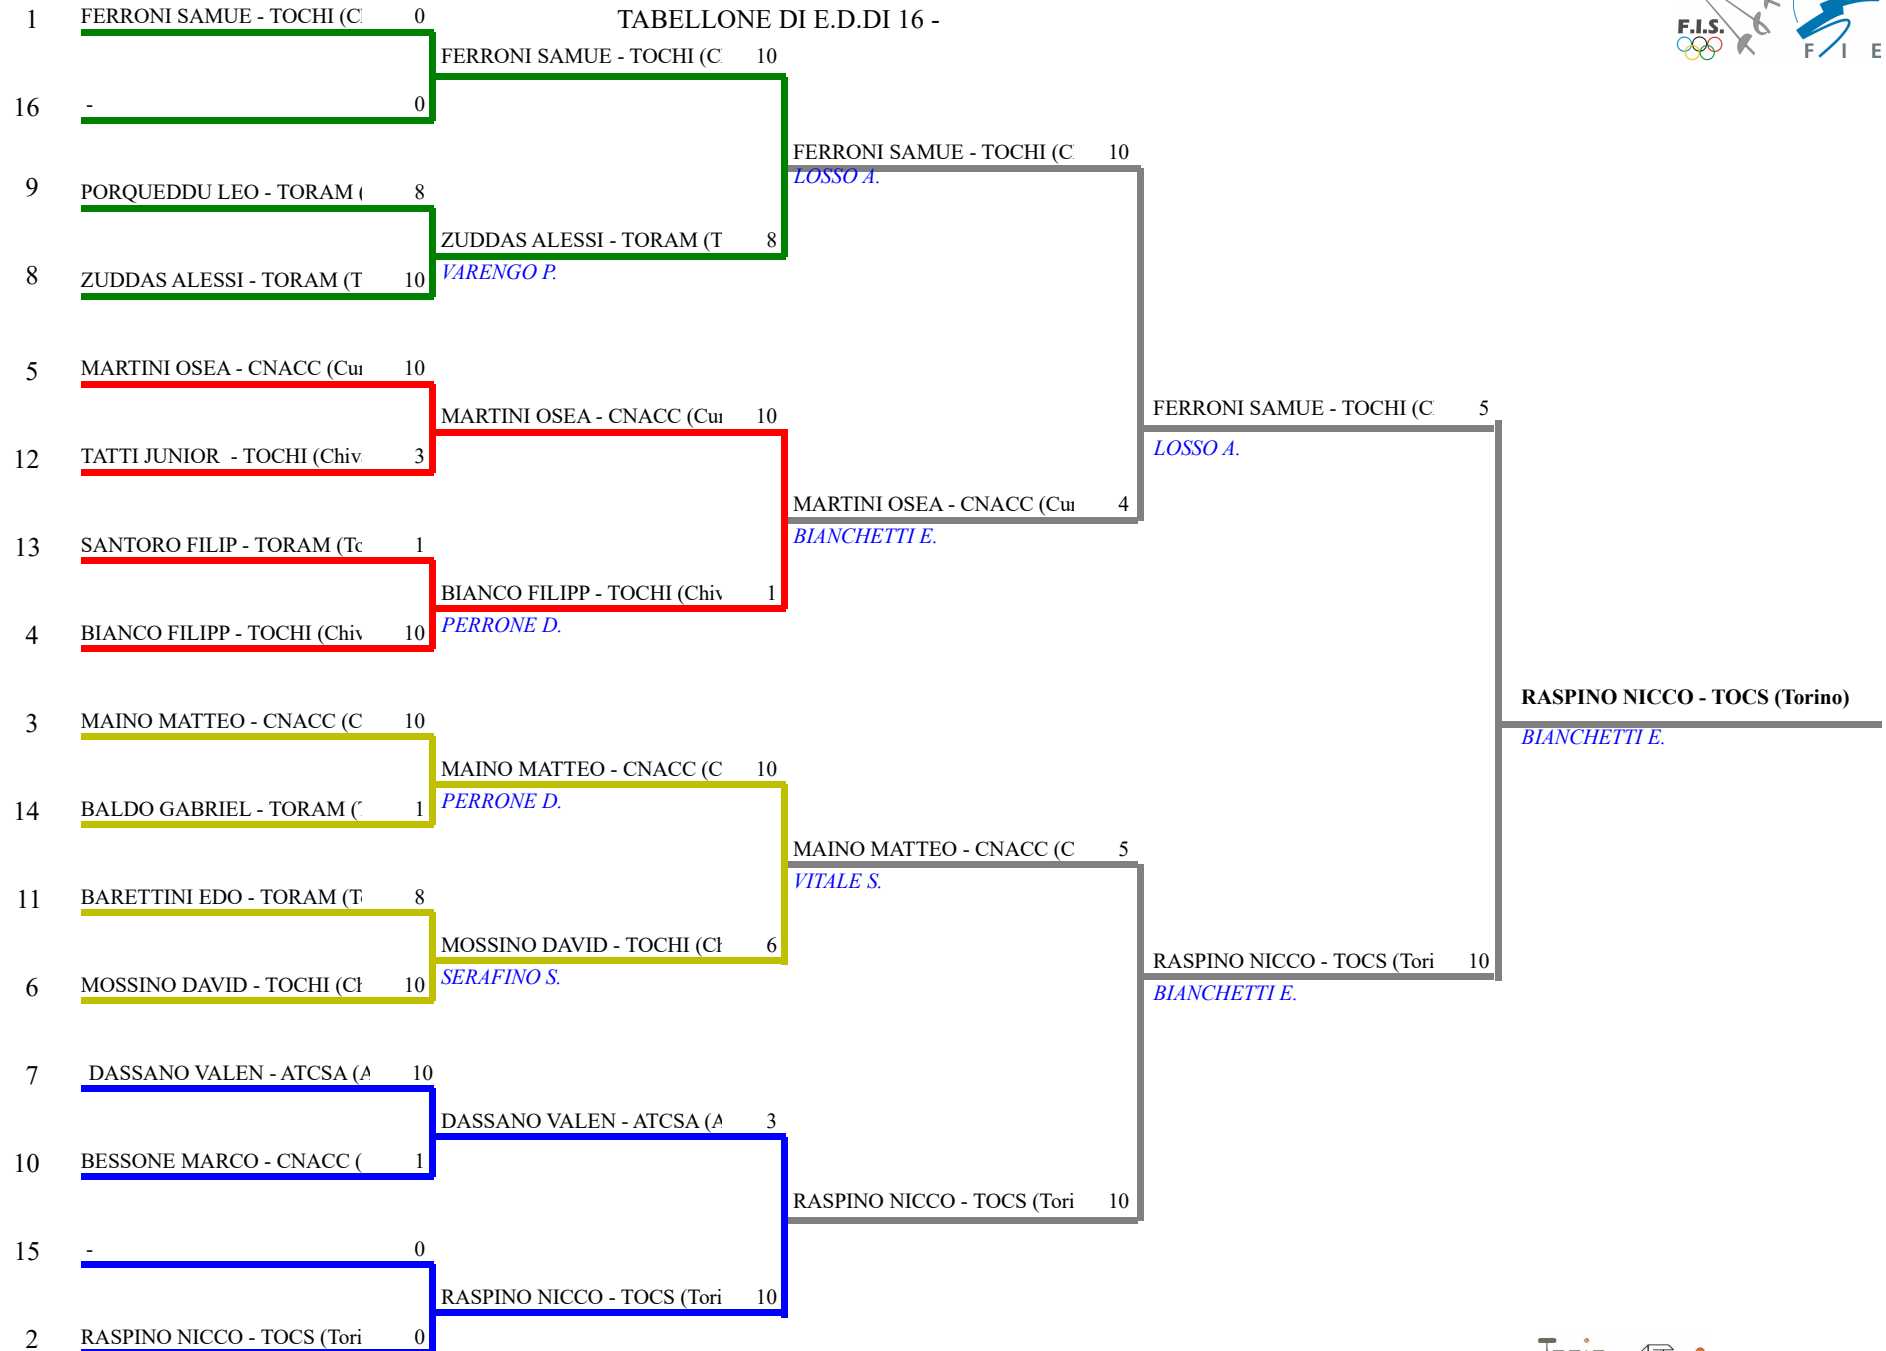 TABELLONE DI E.D.DI 16 -
F.I.S.
F I E
1 FERRONI SAMUE - TOCHI (C 0
FERRONI SAMUE - TOCHI (C 10
16 - 0
FERRONI SAMUE - TOCHI (C 10
LOSSO A.
9 PORQUEDDU LEO - TORAM ( 8
ZUDDAS ALESSI - TORAM (T 8
VARENGO P.
8 ZUDDAS ALESSI - TORAM (T 10
5 MARTINI OSEA - CNACC (Cu 10
MARTINI OSEA - CNACC (Cu 10
FERRONI SAMUE - TOCHI (C 5
LOSSO A.
12 TATTI JUNIOR - TOCHI (Chiv 3
MARTINI OSEA - CNACC (Cu 4
BIANCHETTI E.
13 SANTORO FILIP - TORAM (To 1
BIANCO FILIPP - TOCHI (Chiv 1
PERRONE D.
4 BIANCO FILIPP - TOCHI (Chiv 10
RASPINO NICCO - TOCS (Torino)
BIANCHETTI E.
3 MAINO MATTEO - CNACC (C 10
MAINO MATTEO - CNACC (C 10
PERRONE D.
14 BALDO GABRIEL - TORAM (T 1
MAINO MATTEO - CNACC (C 5
VITALE S.
11 BARETTINI EDO - TORAM (T 8
MOSSINO DAVID - TOCHI (Ch 6
SERAFINO S.
RASPINO NICCO - TOCS (Tori 10
BIANCHETTI E.
6 MOSSINO DAVID - TOCHI (Ch 10
7 DASSANO VALEN - ATCSA (A 10
DASSANO VALEN - ATCSA (A 3
10 BESSONE MARCO - CNACC ( 1
RASPINO NICCO - TOCS (Tori 10
15 - 0
RASPINO NICCO - TOCS (Tori 10
2 RASPINO NICCO - TOCS (Tori 0